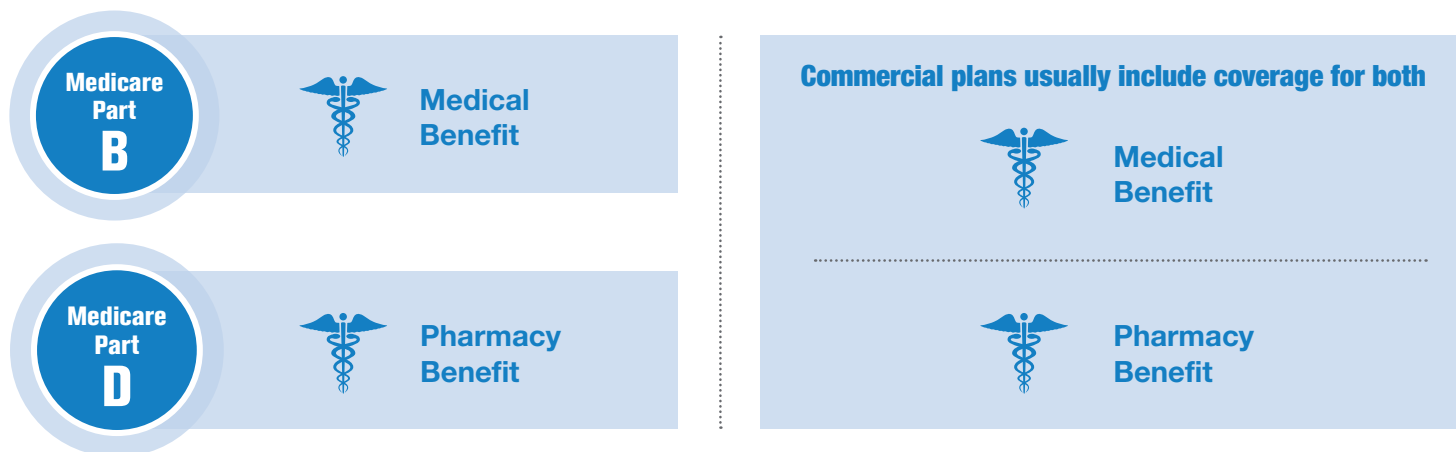 Medicare
Part
B
Medical
Benefit
Medicare
Part
D
Pharmacy
Benefit
Commercial plans usually include coverage for both
Medical
Benefit
Pharmacy
Benefit